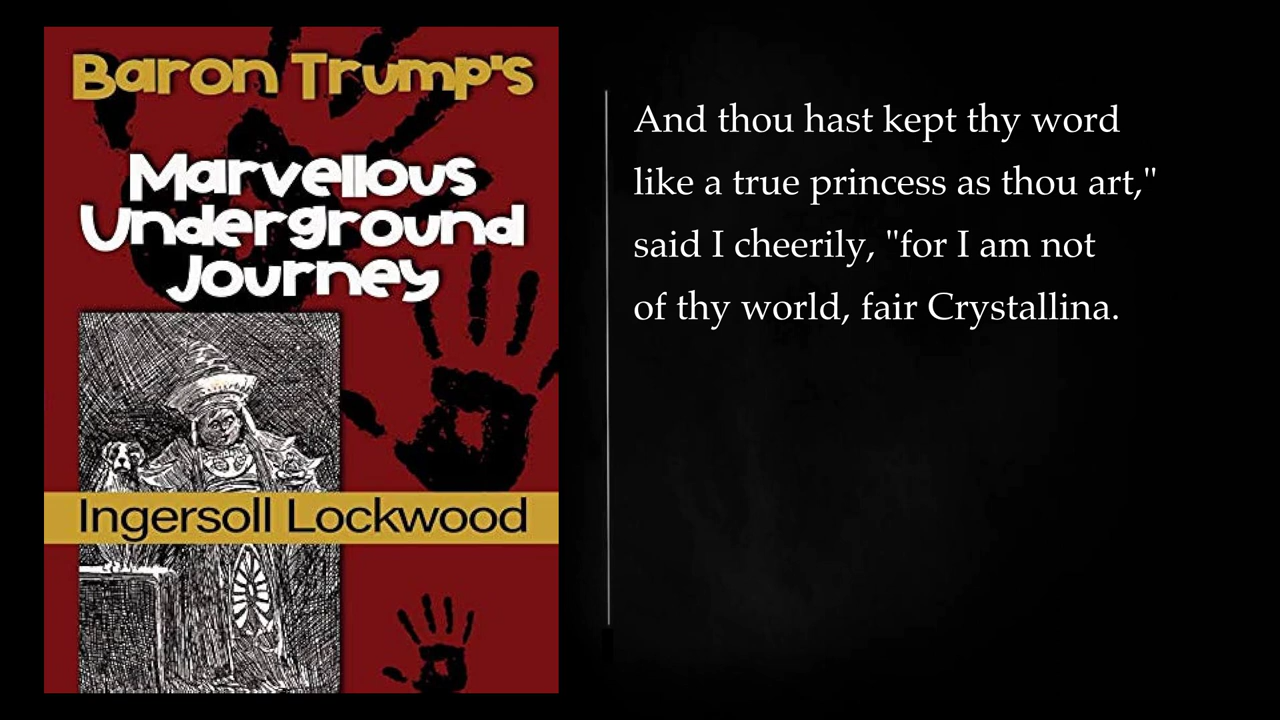 Baron Trump's
Marvellous
Underground
Journey
Ingersoll Lockwood
And thou hast kept thy word
like a true princess as thou art,"
said I cheerily, "for I am not
of thy world, fair Crystallina.